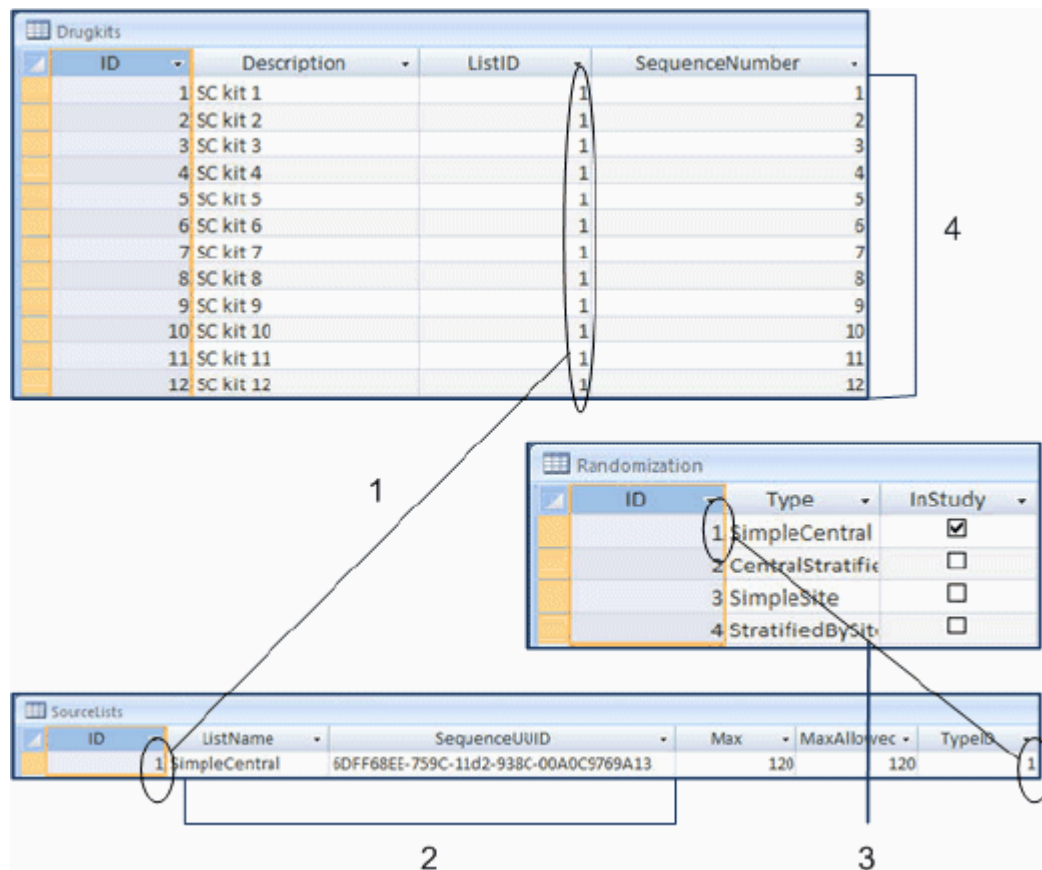 Drugkits
ID Description ListID SequenceNumber
1 SC kit 1 1 1
2 SC kit 2 1 2
3 SC kit 3 1 3
4 SC kit 4 1 4
4
5 SC kit 5 1 5
6 SC kit 6 1 6
7 SC kit 7 1 7
8 SC kit 8 1 8
9 SC kit 9 1 9
10 SC kit 10 1 10
11 SC kit 11 1 11
12 SC kit 12 1 12
1
Randomization
ID Type InStudy
1 SimpleCentral
2 CentralStratifie
3 SimpleSite
4 StratifiedBySit
SourceLists
ID ListName SequenceUUID Max MaxAllowec TypeID
1 SimpleCentral 6DFF68EE-759C-11d2-938C-00A0C9769A13 120 120 1
2 3